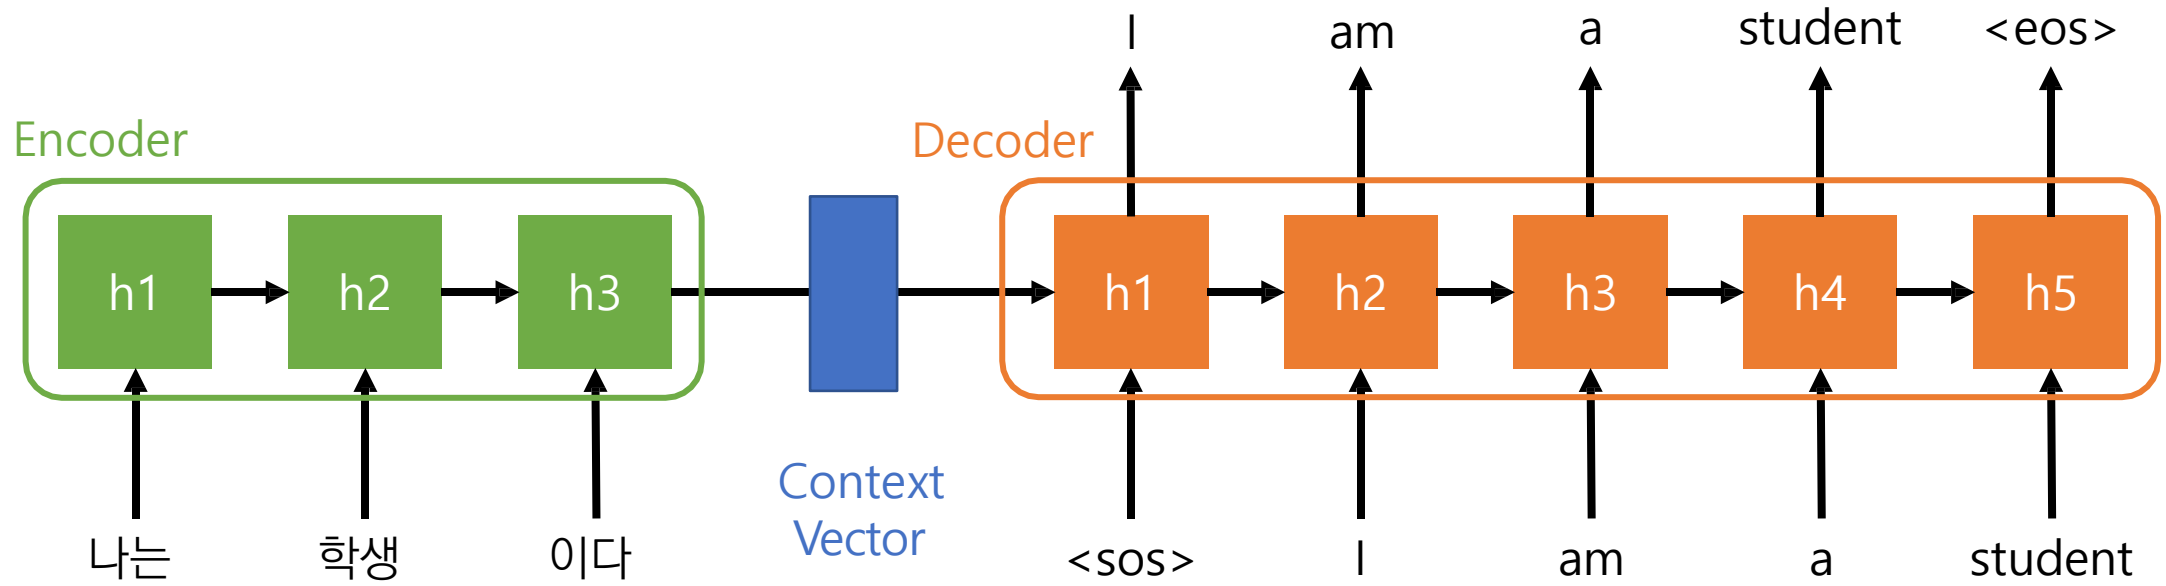 I am a student <eos>
Encoder
Decoder
h1 h2 h3
h1 h2 h3 h4 h5
Context
Vector
나는 학생 이다
<sos> I am a student